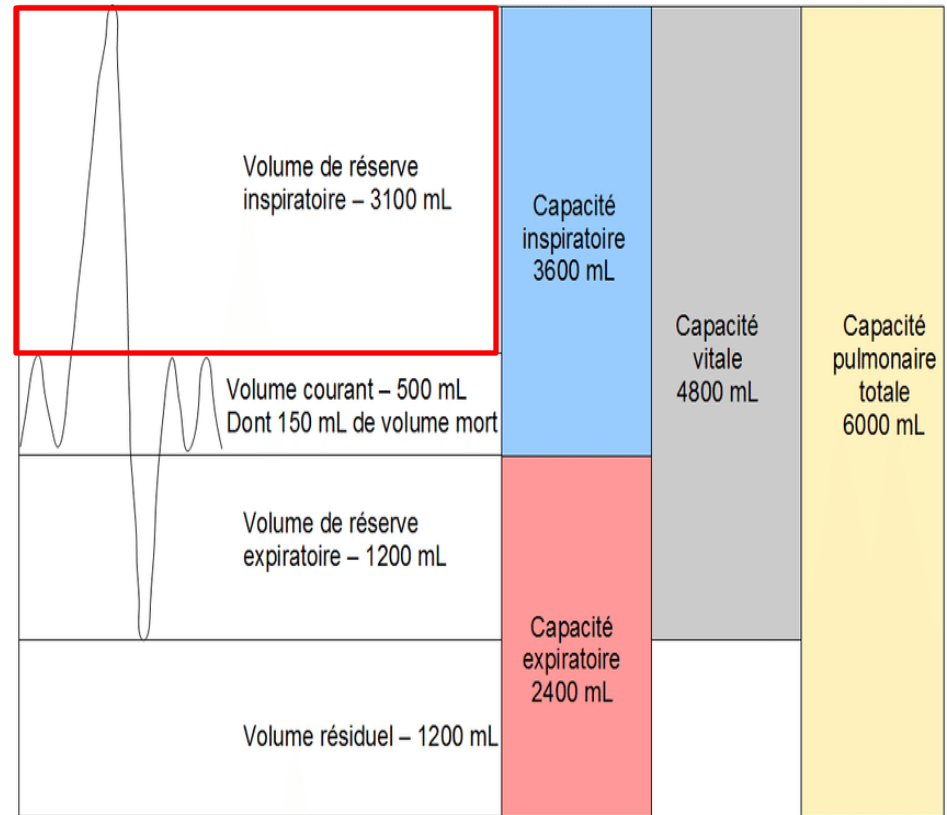 Volume de réserve
inspiratoire – 3100 mL
Capacité
inspiratoire
3600 mL
Capacité
vitale
4800 mL
Capacité
pulmonaire
totale
6000 mL
Volume courant – 500 mL
Dont 150 mL de volume mort
Volume de réserve
expiratoire – 1200 mL
Capacité
expiratoire
2400 mL
Volume résiduel – 1200 mL